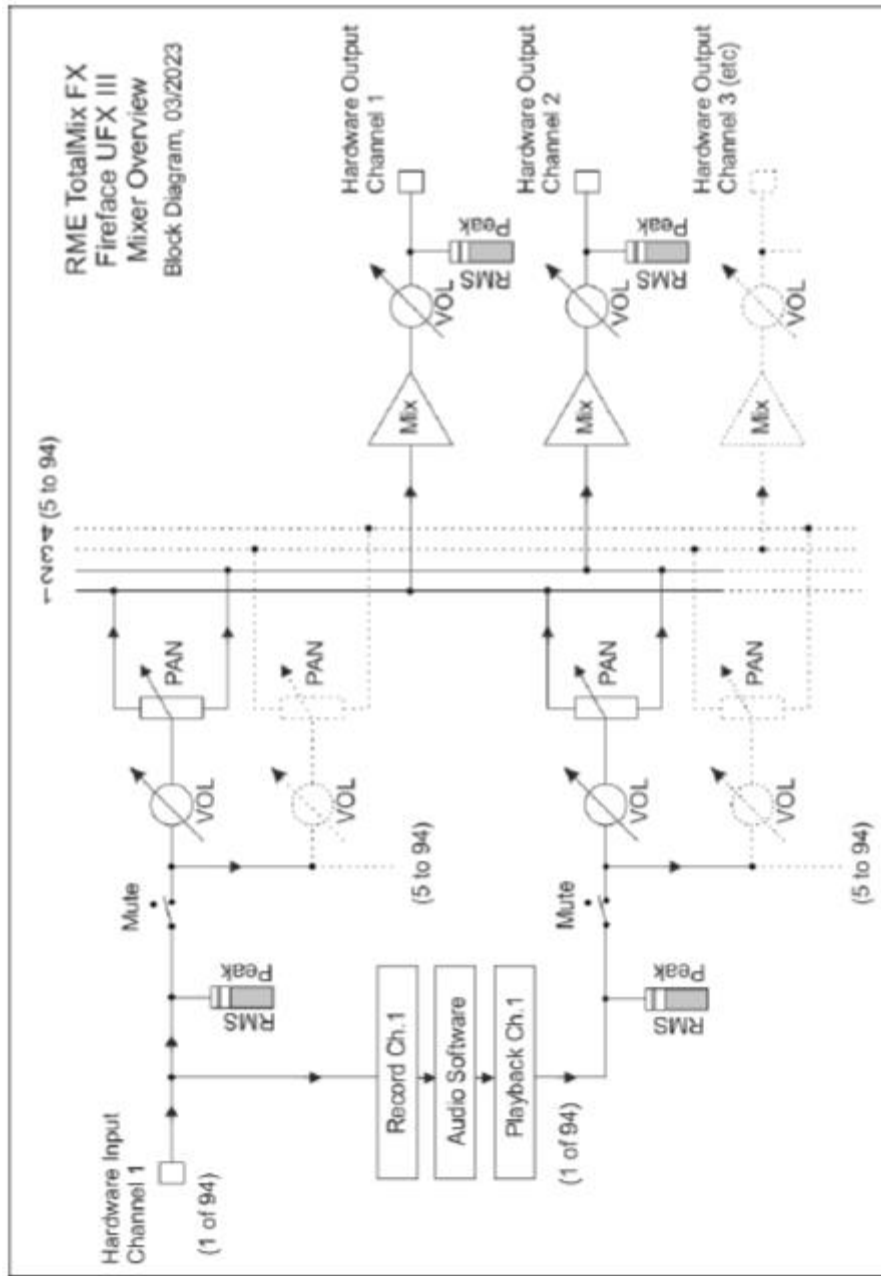 RME TotalMix FX
Fireface UFX III
Mixer Overview
Block Diagram, 03/2023
Hardware Input
Channel 1
(1 of 94)
RMS
Peak
Mute
VOL
PAN
VOL
PAN
(5 to 94)
1 2 3 4 (5 to 94)
Mix
VOL
RMS
Peak
Hardware Output
Channel 1
Record Ch.1
Audio Software
Playback Ch.1
(1 of 94)
RMS
Peak
Mute
VOL
PAN
VOL
PAN
(5 to 94)
Mix
VOL
RMS
Peak
Hardware Output
Channel 2
Mix
VOL
Hardware Output
Channel 3 (etc)